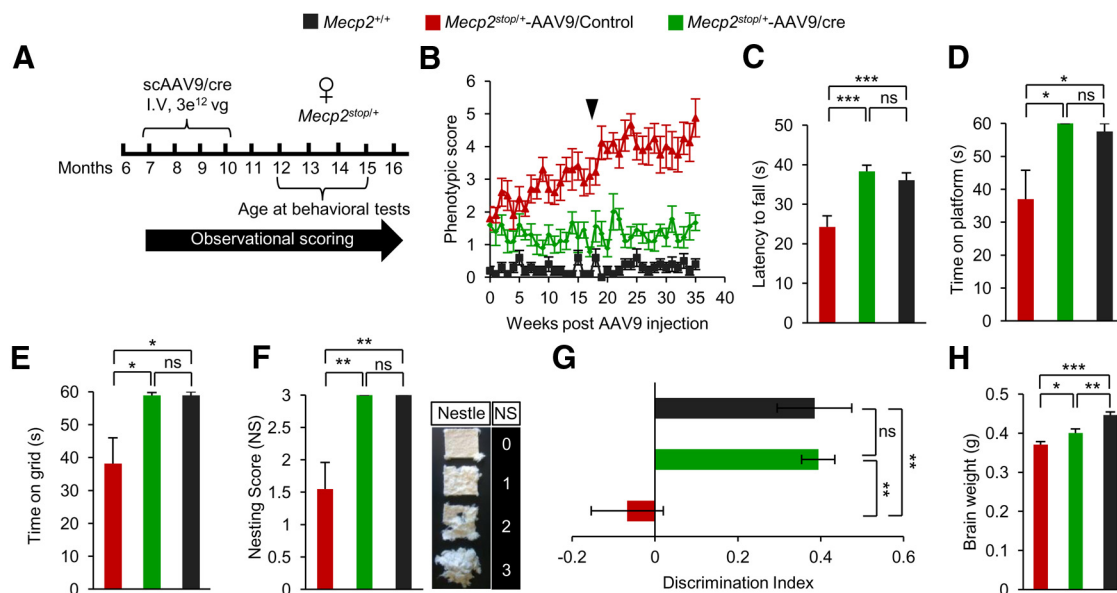 Mecp2+/+ Mecp2stop/+-AAV9/Control Mecp2stop/+-AAV9/cre
A
scAAV9/cre
I.V, 3e12 vg
♀
Mecp2stop/+
Months 6 7 8 9 10 11 12 13 14 15 16
Age at behavioral tests
Observational scoring
B
Phenotypic score
6
5
4
3
2
1
0
0 5 10 15 20 25 30 35 40
Weeks post AAV9 injection
C
***
*** ns
Latency to fall (s)
50
40
30
20
10
0
D
*
* ns
Time on platform (s)
60
50
40
30
20
10
0
E
*
* ns
Time on grid (s)
60
50
40
30
20
10
0
F
**
** ns
Nesting Score (NS)
3
2.5
2
1.5
1
0.5
0
Nestle NS
0
1
2
3
G
ns
**
**
-0.2 0 0.2 0.4 0.6
Discrimination Index
H
***
* **
Brain weight (g)
0.5
0.4
0.3
0.2
0.1
0